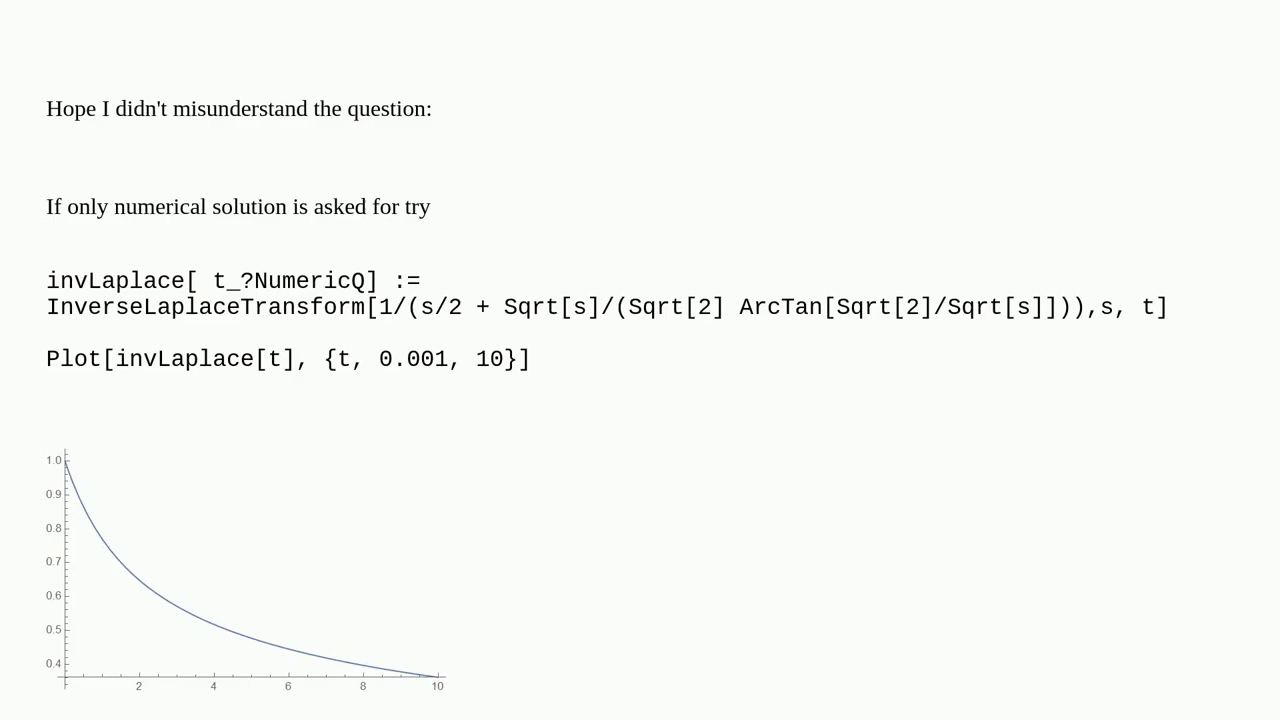 Hope I didn't misunderstand the question:
If only numerical solution is asked for try
invLaplace[ t_?NumericQ] :=
InverseLaplaceTransform[1/(s/2 + Sqrt[s]/(Sqrt[2] ArcTan[Sqrt[2]/Sqrt[s]])),s, t]
Plot[invLaplace[t], {t, 0.001, 10}]
1.0
0.9
0.8
0.7
0.6
0.5
0.4
2 4 6 8 10